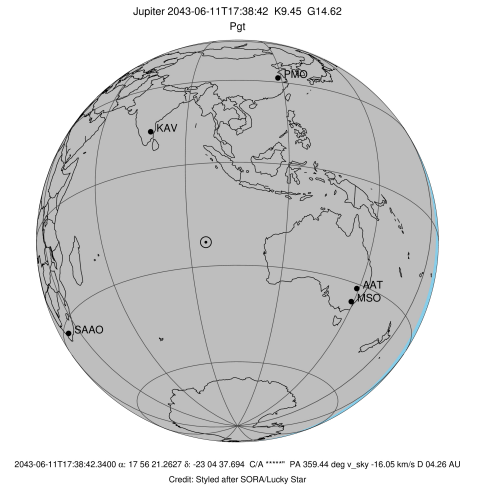 Jupiter 2043-06-11T17:38:42  K9.45  G14.62
Pgt
PMO
KAV
AAT
MSO
SAAO
2043-06-11T17:38:42.3400 α: 17 56 21.2627 δ: -23 04 37.694  C/A *****"  PA 359.44 deg v_sky -16.05 km/s D 04.26 AU
Credit: Styled after SORA/Lucky Star